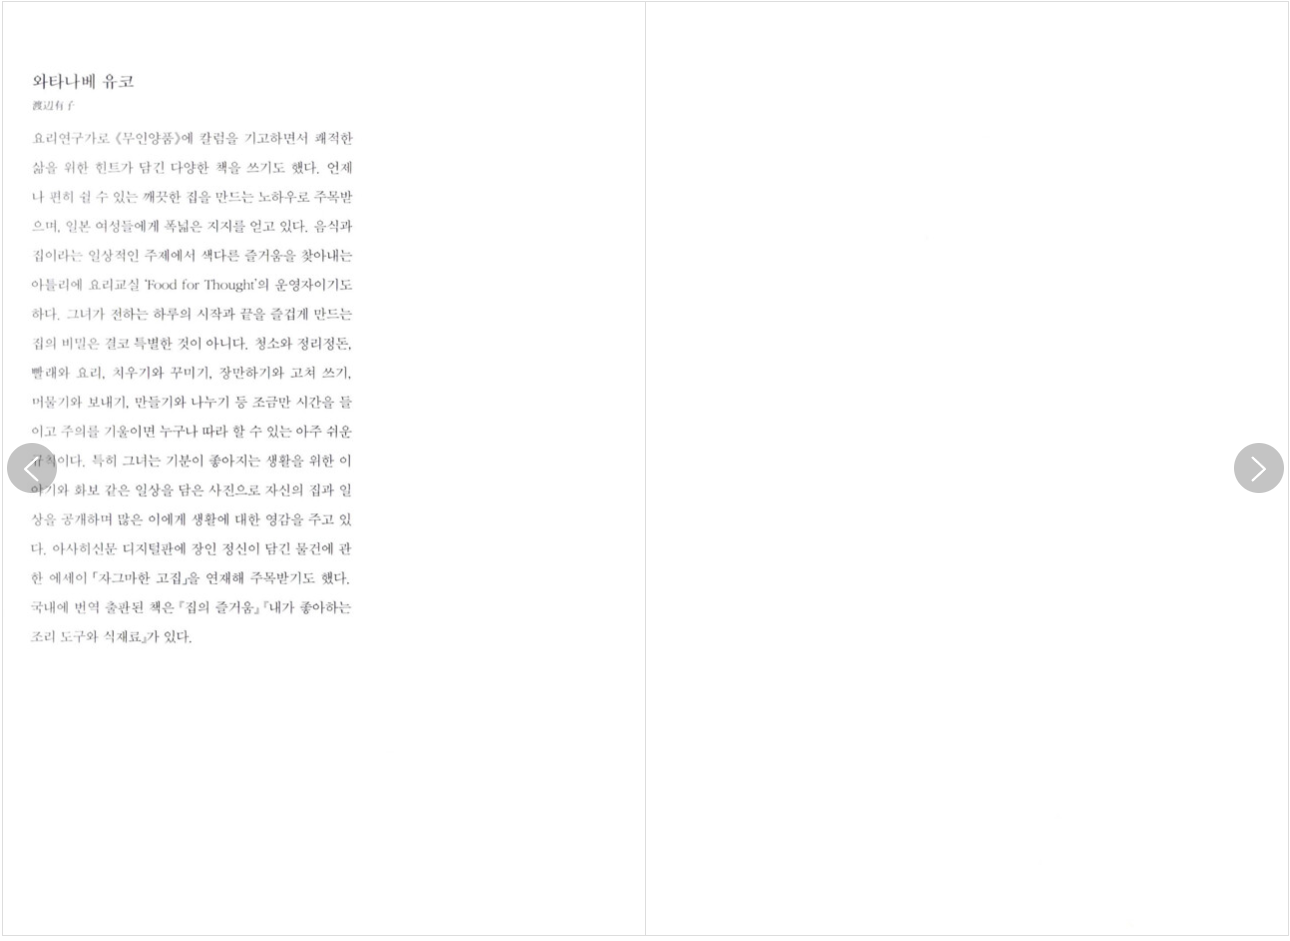 와타나베 유코
渡辺有子
요리연구가로 《무인양품》에 칼럼을 기고하면서 쾌적한
삶을 위한 힌트가 담긴 다양한 책을 쓰기도 했다. 언제
나 편히 쉴 수 있는 깨끗한 집을 만드는 노하우로 주목받
으며, 일본 여성들에게 폭넓은 지지를 얻고 있다. 음식과
집이라는 일상적인 주제에서 색다른 즐거움을 찾아내는
아틀리에 요리교실 ‘Food for Thought’의 운영자이기도
하다. 그녀가 전하는 하루의 시작과 끝을 즐겁게 만드는
집의 비밀은 결코 특별한 것이 아니다. 청소와 정리정돈,
빨래와 요리, 치우기와 꾸미기, 장만하기와 고쳐 쓰기,
머물기와 보내기, 만들기와 나누기 등 조금만 시간을 들
이고 주의를 기울이면 누구나 따라 할 수 있는 아주 쉬운
규칙이다. 특히 그녀는 기분이 좋아지는 생활을 위한 이
야기와 화보 같은 일상을 담은 사진으로 자신의 집과 일
상을 공개하며 많은 이에게 생활에 대한 영감을 주고 있
다. 아사히신문 디지털판에 장인 정신이 담긴 물건에 관
한 에세이 「자그마한 고집」을 연재해 주목받기도 했다.
국내에 번역 출판된 책은 『집의 즐거움』 『내가 좋아하는
조리 도구와 식재료』가 있다.